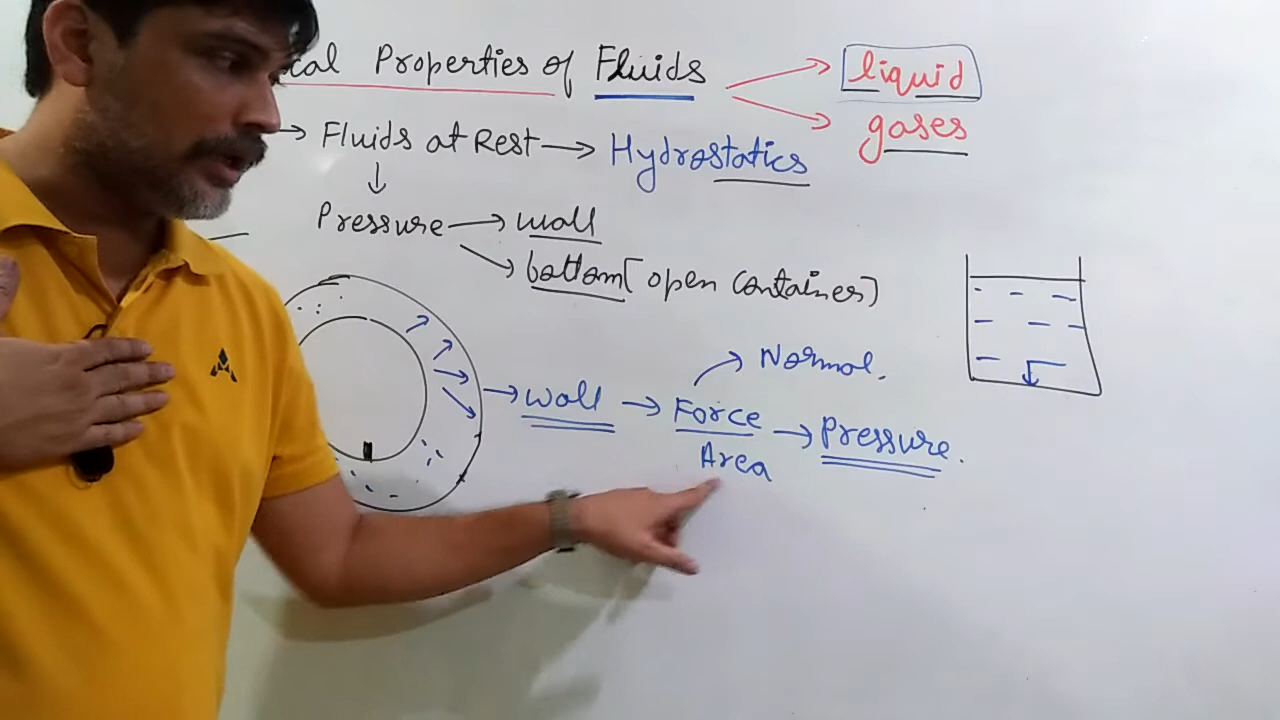 cal Properties of Fluids
liquid
gases
Fluids at Rest → Hydrostatics
Pressure → wall
bottom [open container]
Normal.
wall → Force → Pressure.
Area